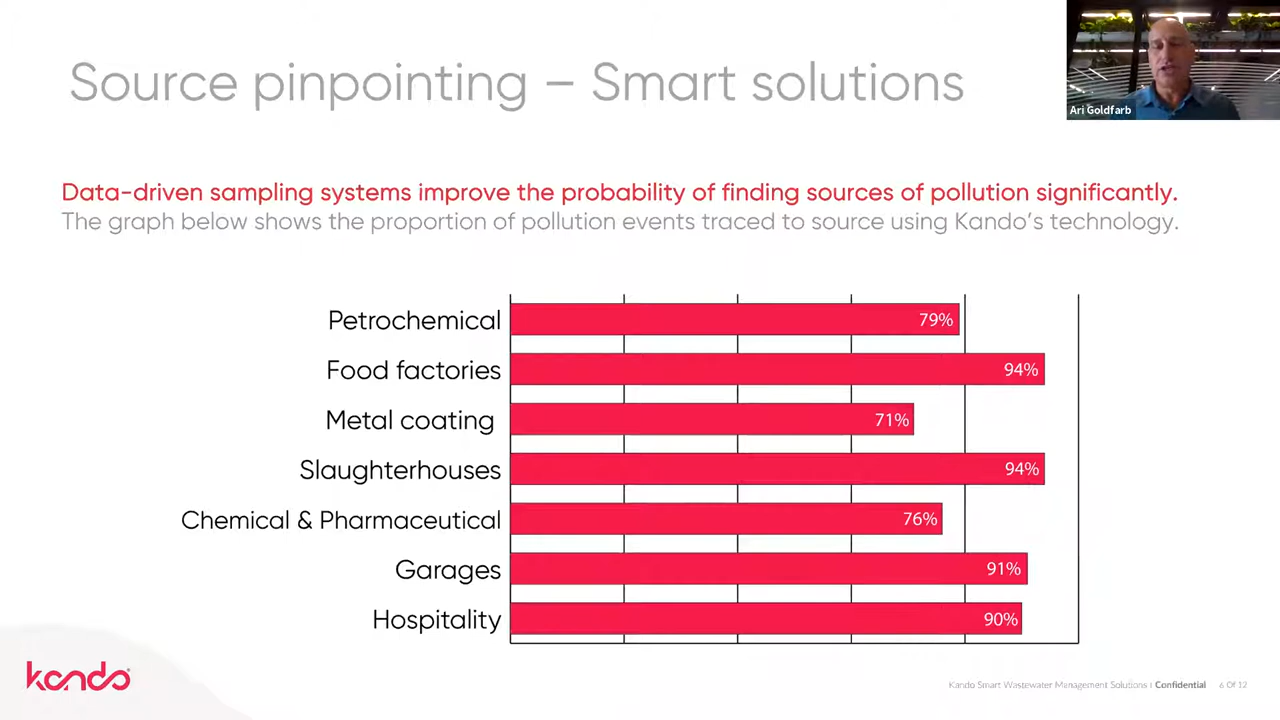 Source pinpointing – Smart solutions
Ari Goldfarb
Data-driven sampling systems improve the probability of finding sources of pollution significantly.
The graph below shows the proportion of pollution events traced to source using Kando's technology.
Petrochemical 79%
Food factories 94%
Metal coating 71%
Slaughterhouses 94%
Chemical & Pharmaceutical 76%
Garages 91%
Hospitality 90%
kando
Kando Smart Wastewater Management Solutions I Confidential 6 Of 12